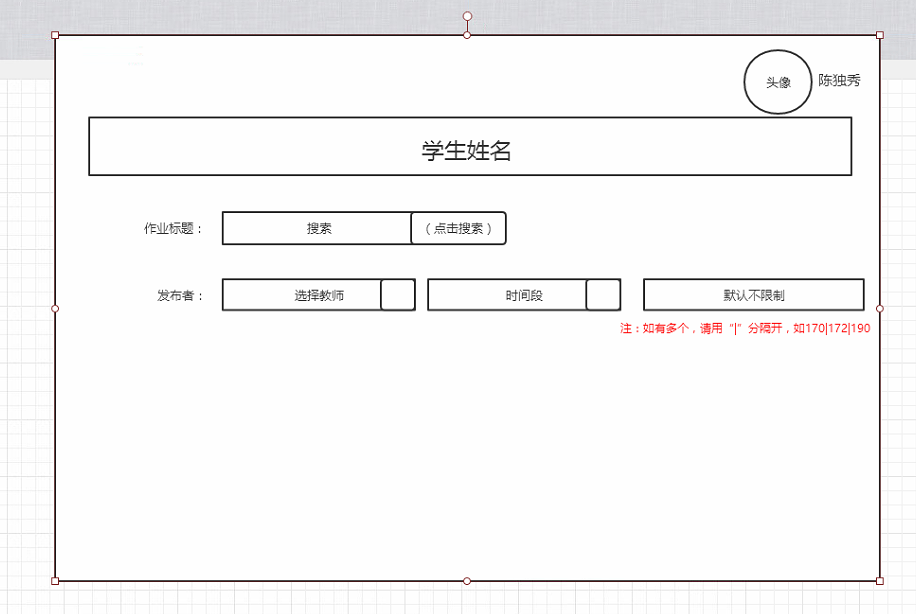 头像 陈独秀
学生姓名
作业标题： 搜索 （点击搜索）
发布者： 选择教师 时间段 默认不限制
注：如有多个，请用 "|" 分隔开，如170|172|190